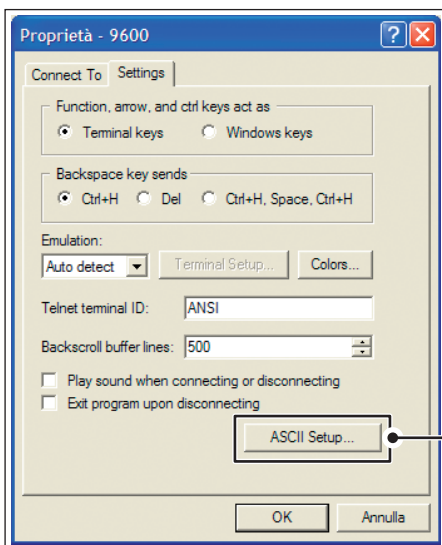 Proprietà - 9600
Connect To Settings
Function, arrow, and ctrl keys act as
Terminal keys Windows keys
Backspace key sends
Ctrl+H Del Ctrl+H, Space, Ctrl+H
Emulation:
Auto detect Terminal Setup... Colors...
Telnet terminal ID: ANSI
Backscroll buffer lines: 500
Play sound when connecting or disconnecting
Exit program upon disconnecting
ASCII Setup...
OK Annulla